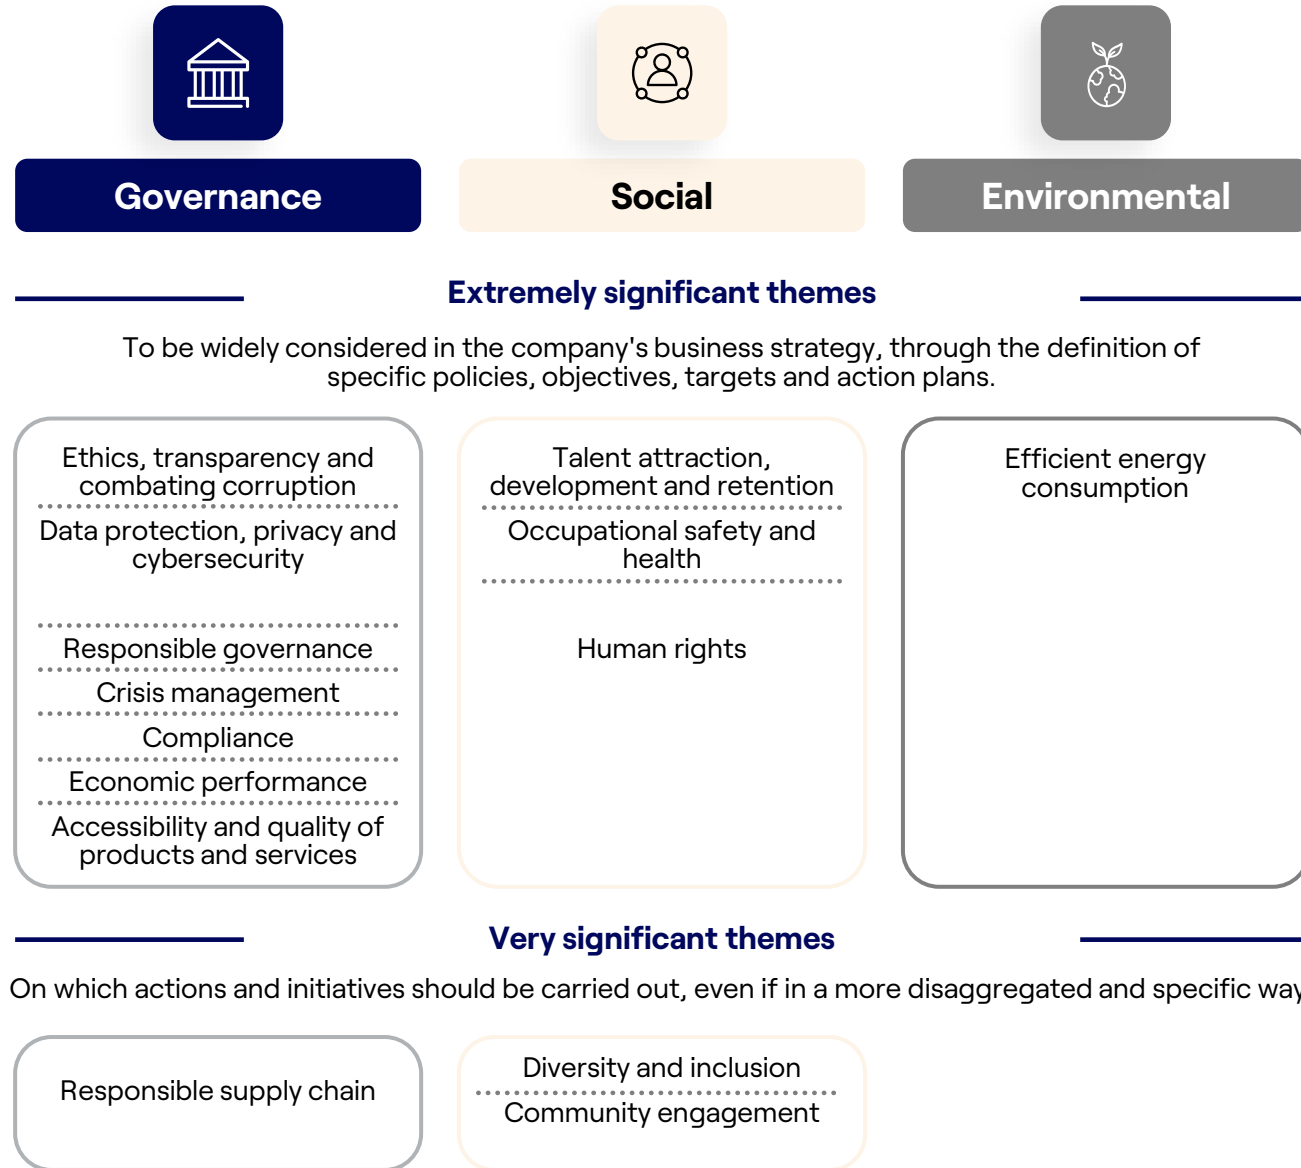 Governance
Social
Environmental
Extremely significant themes
To be widely considered in the company's business strategy, through the definition of
specific policies, objectives, targets and action plans.
Ethics, transparency and
combating corruption
Data protection, privacy and
cybersecurity
Responsible governance
Crisis management
Compliance
Economic performance
Accessibility and quality of
products and services
Talent attraction,
development and retention
Occupational safety and
health
Human rights
Efficient energy
consumption
Very significant themes
On which actions and initiatives should be carried out, even if in a more disaggregated and specific way
Responsible supply chain
Diversity and inclusion
Community engagement